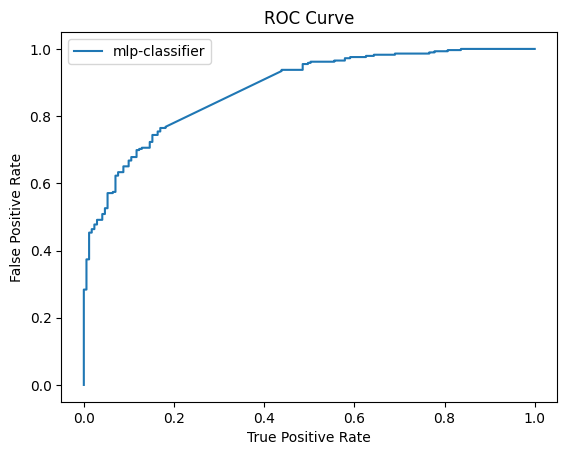 ROC Curve
mlp-classifier
False Positive Rate
1.0
0.8
0.6
0.4
0.2
0.0
0.0 0.2 0.4 0.6 0.8 1.0
True Positive Rate